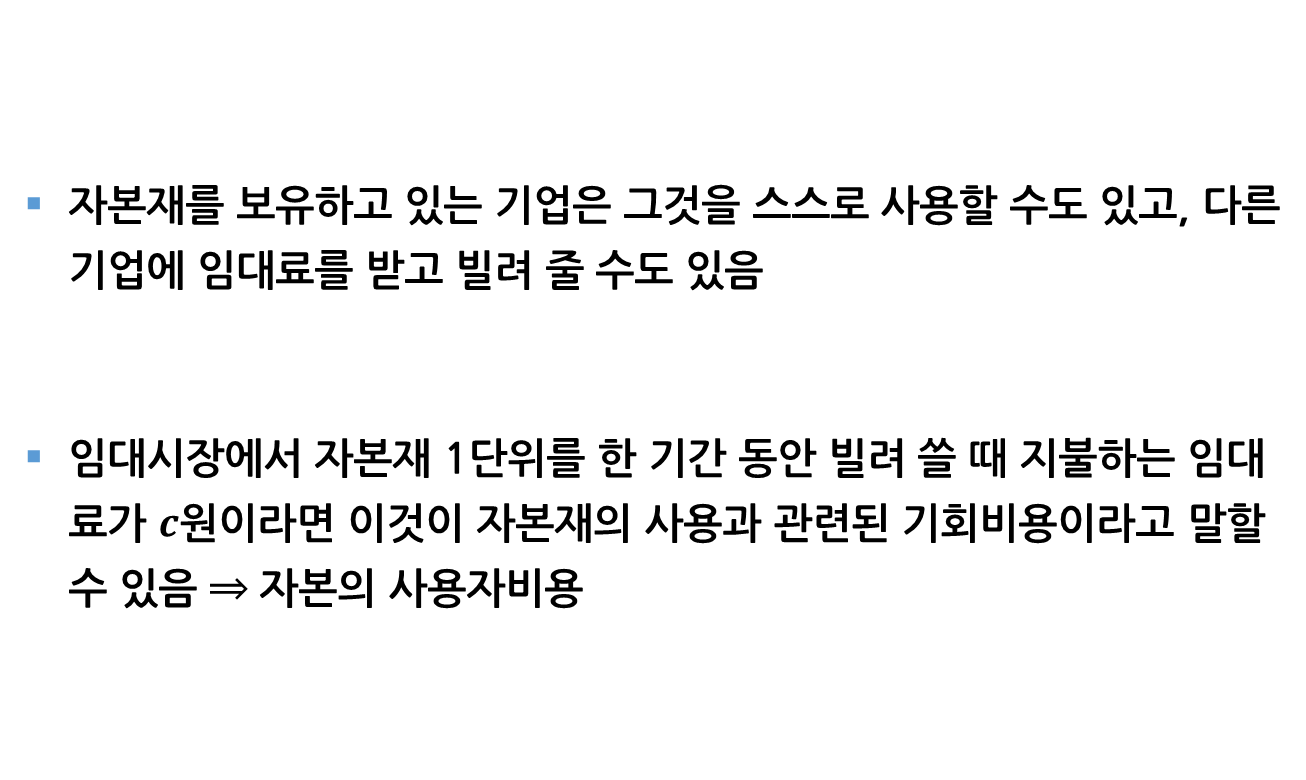 ▪ 자본재를 보유하고 있는 기업은 그것을 스스로 사용할 수도 있고, 다른
기업에 임대료를 받고 빌려 줄 수도 있음
▪ 임대시장에서 자본재 1단위를 한 기간 동안 빌려 쓸 때 지불하는 임대
료가 c원이라면 이것이 자본재의 사용과 관련된 기회비용이라고 말할
수 있음 ⇒ 자본의 사용자비용